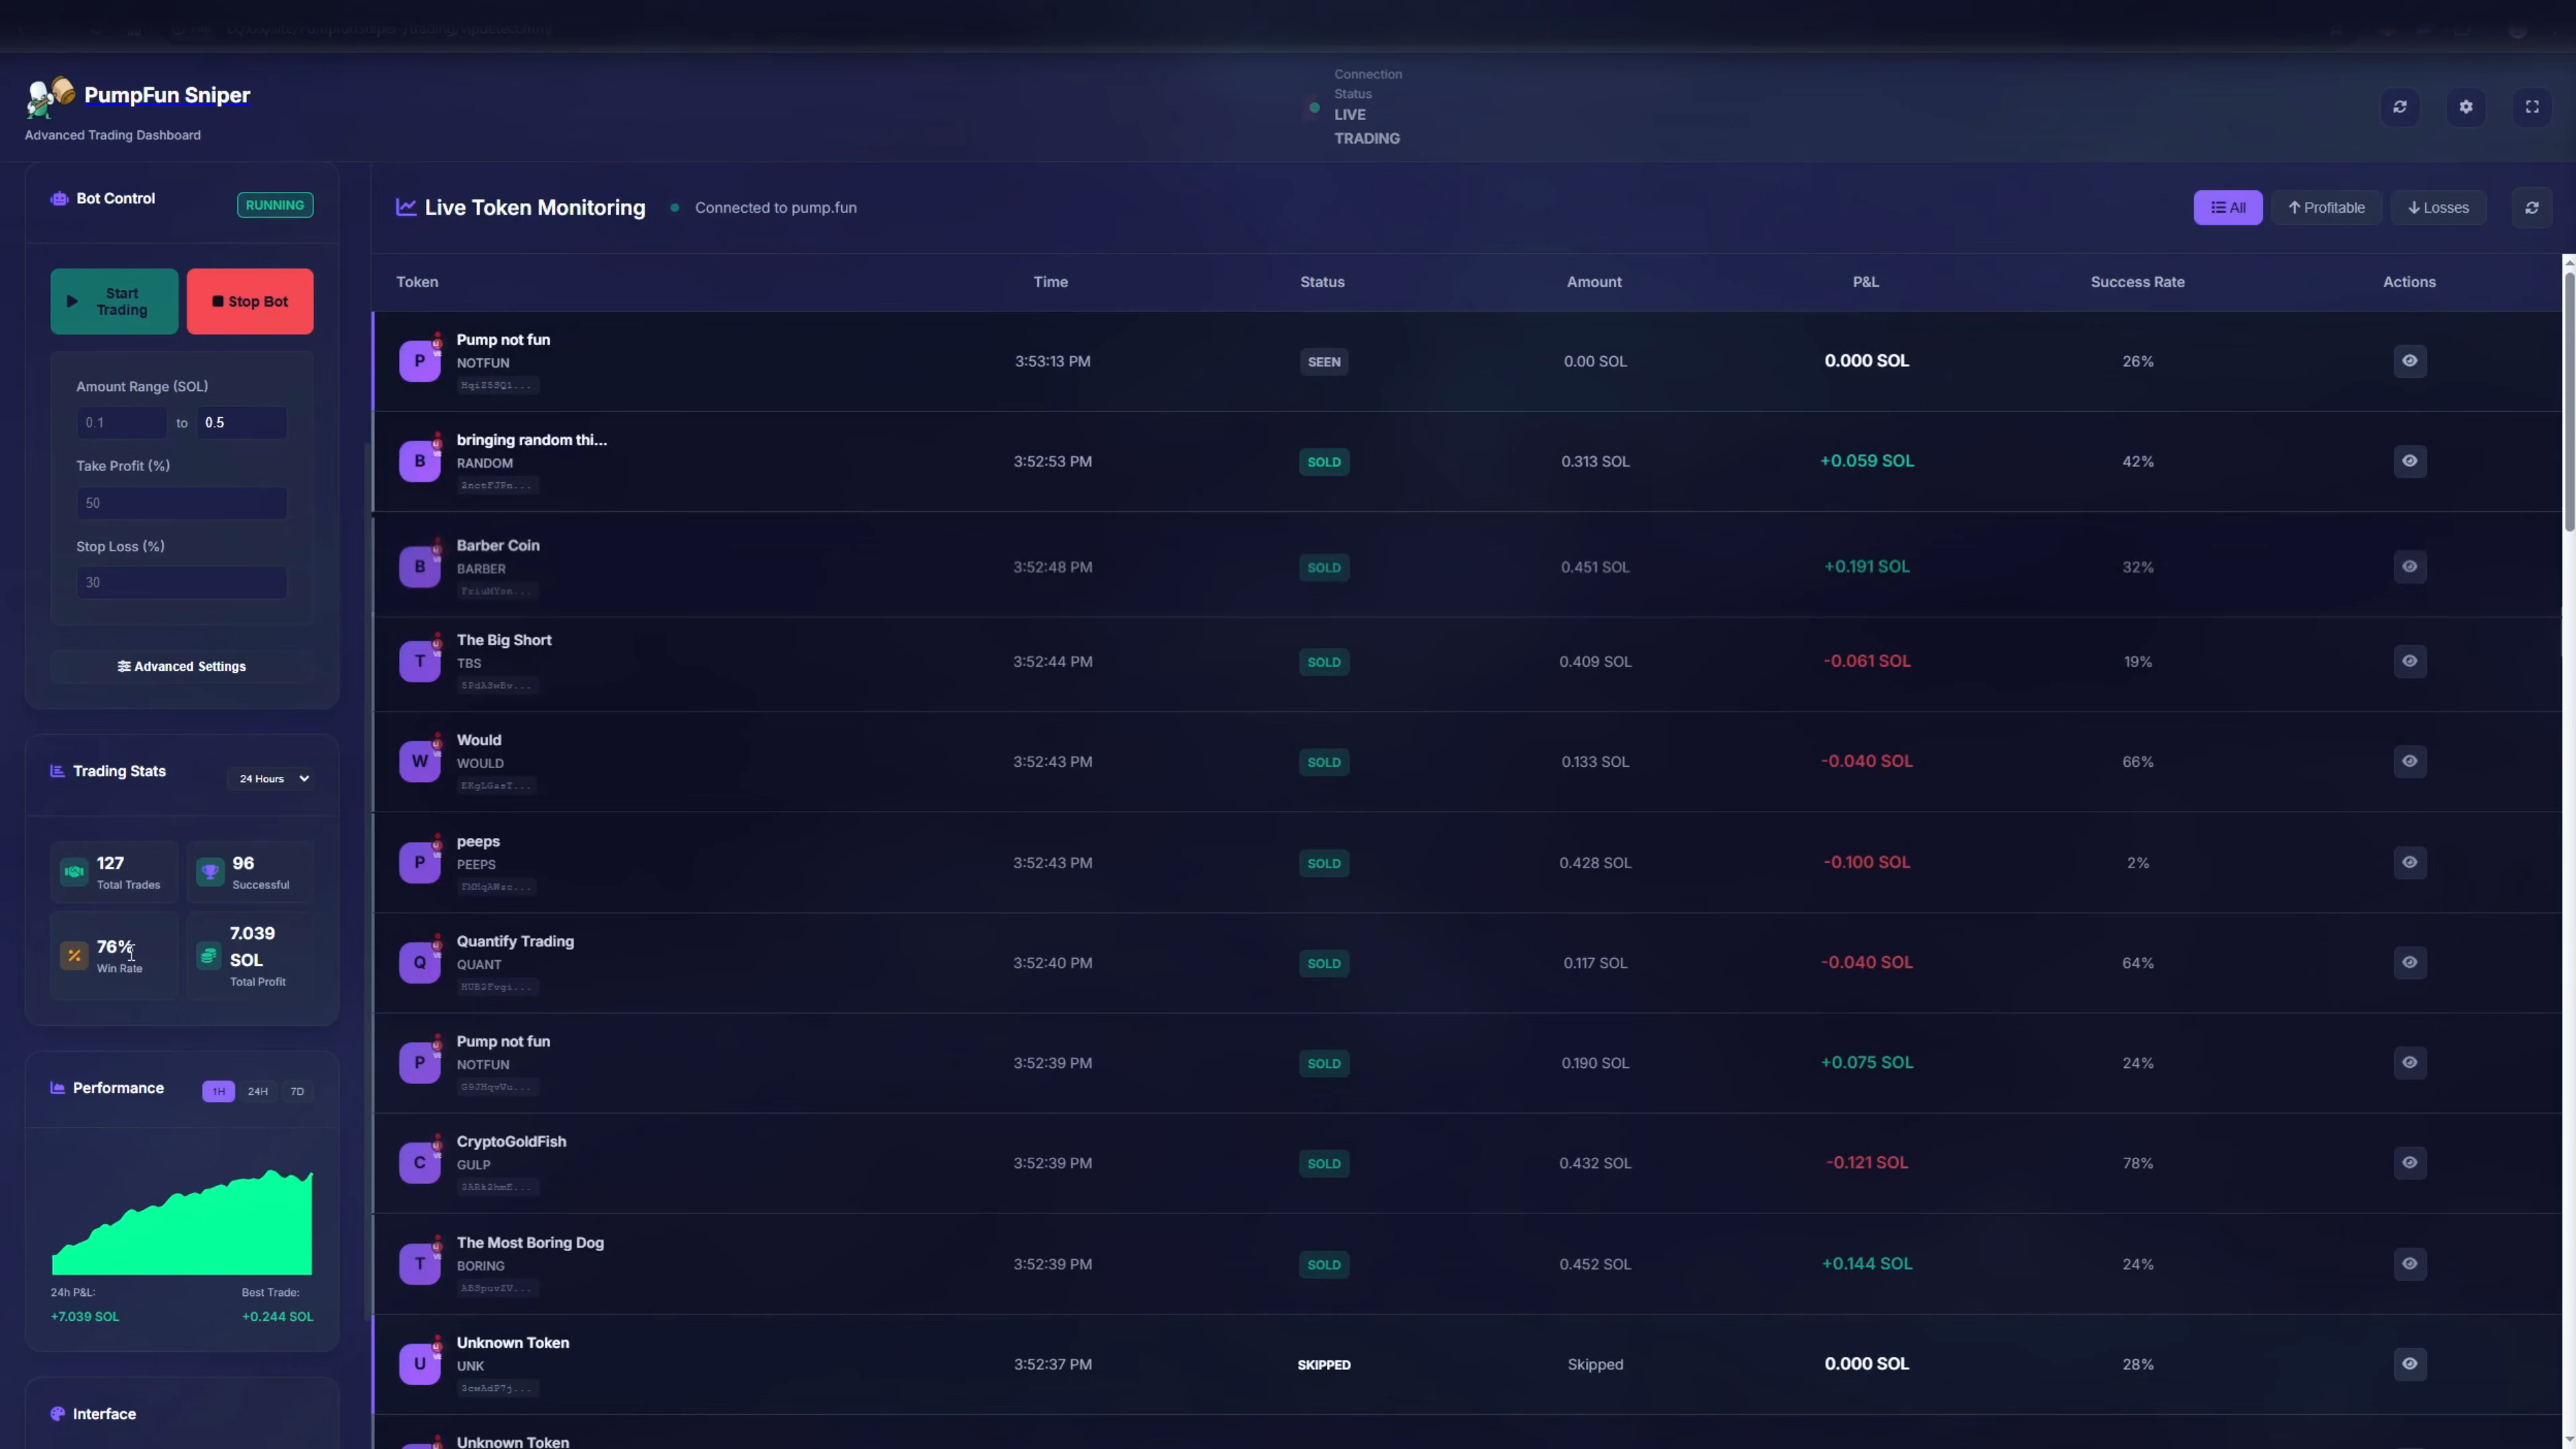 PumpFun Sniper
Advanced Trading Dashboard
Connection
Status
LIVE
TRADING
Bot Control
RUNNING
Start
Trading
Stop Bot
Amount Range (SOL)
0.1 to 0.5
Take Profit (%)
50
Stop Loss (%)
30
Advanced Settings
Trading Stats
24 Hours
127
Total Trades
96
Successful
76%
Win Rate
7.039
SOL
Total Profit
Performance
1H 24H 7D
24h P&L:
+7.039 SOL
Best Trade:
+0.244 SOL
Interface
Live Token Monitoring
Connected to pump.fun
All
Profitable
Losses
Token Time Status Amount P&L Success Rate Actions
P
Pump not fun
NOTFUN
3:53:13 PM SEEN 0.00 SOL 0.000 SOL 26%
B
bringing random thi...
RANDOM
3:52:53 PM SOLD 0.313 SOL +0.059 SOL 42%
B
Barber Coin
BARBER
3:52:48 PM SOLD 0.451 SOL +0.191 SOL 32%
T
The Big Short
TBS
3:52:44 PM SOLD 0.409 SOL -0.061 SOL 19%
W
Would
WOULD
3:52:43 PM SOLD 0.133 SOL -0.040 SOL 66%
P
peeps
PEEPS
3:52:43 PM SOLD 0.428 SOL -0.100 SOL 2%
Q
Quantify Trading
QUANT
3:52:40 PM SOLD 0.117 SOL -0.040 SOL 64%
P
Pump not fun
NOTFUN
3:52:39 PM SOLD 0.190 SOL +0.075 SOL 24%
C
CryptoGoldFish
GULP
3:52:39 PM SOLD 0.432 SOL -0.121 SOL 78%
T
The Most Boring Dog
BORING
3:52:39 PM SOLD 0.452 SOL +0.144 SOL 24%
U
Unknown Token
UNK
3:52:37 PM SKIPPED Skipped 0.000 SOL 28%
Unknown Token